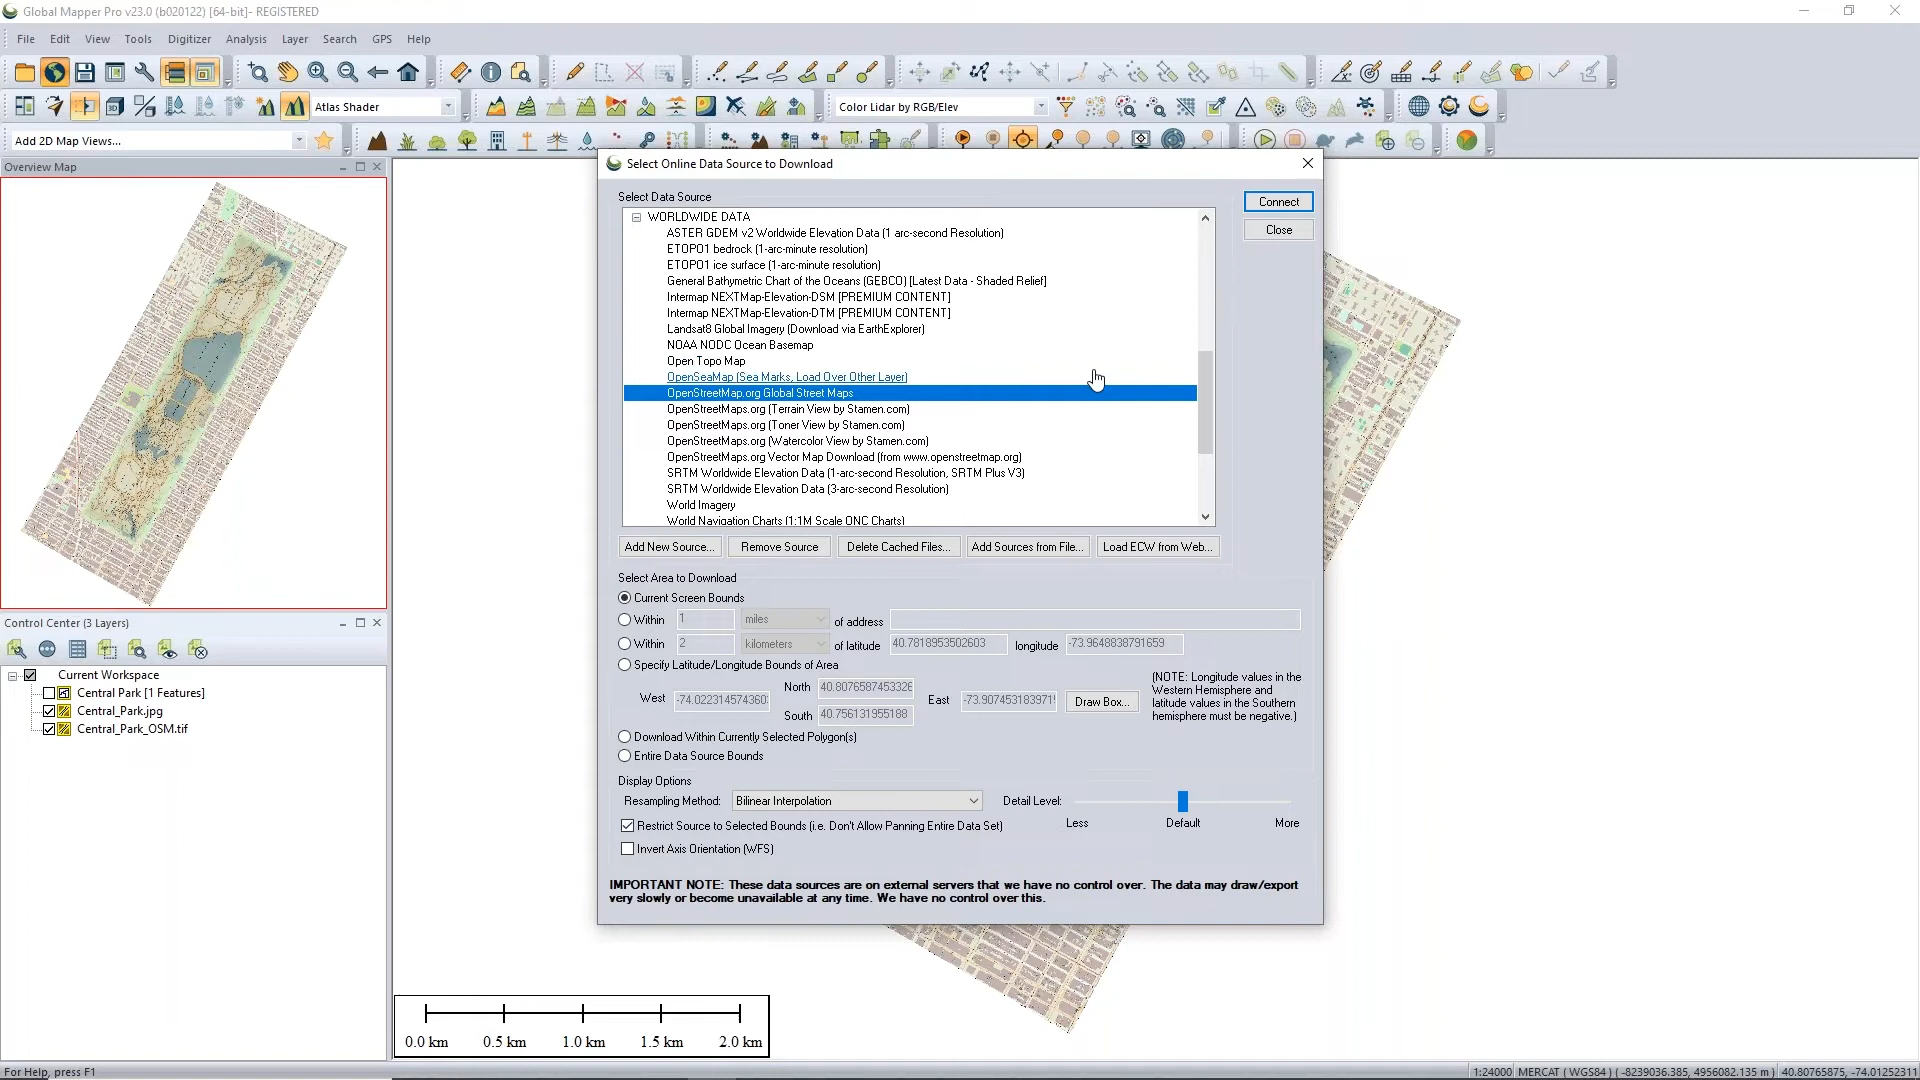 Global Mapper Pro v23.0 (b020122) [64-bit]- REGISTERED
File Edit View Tools Digitizer Analysis Layer Search GPS Help
Atlas Shader
Color Lidar by RGB/Elev
Add 2D Map Views...
Overview Map
Select Online Data Source to Download
Select Data Source
Connect
Close
WORLDWIDE DATA
ASTER GDEM v2 Worldwide Elevation Data (1 arc-second Resolution)
ETOPO1 bedrock (1-arc-minute resolution)
ETOPO1 ice surface (1-arc-minute resolution)
General Bathymetric Chart of the Oceans (GEBCO) [Latest Data - Shaded Relief]
Intermap NEXTMap-Elevation-DSM [PREMIUM CONTENT]
Intermap NEXTMap-Elevation-DTM [PREMIUM CONTENT]
Landsat8 Global Imagery (Download via EarthExplorer)
NOAA NODC Ocean Basemap
Open Topo Map
OpenSeaMap (Sea Marks, Load Over Other Layer)
OpenStreetMap.org Global Street Maps
OpenStreetMaps.org (Terrain View by Stamen.com)
OpenStreetMaps.org (Toner View by Stamen.com)
OpenStreetMaps.org (Watercolor View by Stamen.com)
OpenStreetMaps.org Vector Map Download (from www.openstreetmap.org)
SRTM Worldwide Elevation Data (1-arc-second Resolution, SRTM Plus V3)
SRTM Worldwide Elevation Data (3-arc-second Resolution)
World Imagery
World Navigation Charts (1:1M Scale ONC Charts)
Add New Source... Remove Source Delete Cached Files... Add Sources from File... Load ECW from Web...
Select Area to Download
Current Screen Bounds
Within 1 miles of address
Within 2 kilometers of latitude 40.7818953502603 longitude -73.9648838791659
Specify Latitude/Longitude Bounds of Area
West -74.022314574360 North 40.8076587453326 East -73.907453183971 Draw Box...
South 40.756131955188
(NOTE: Longitude values in the
Western Hemisphere and
latitude values in the Southern
hemisphere must be negative.)
Download Within Currently Selected Polygon(s)
Entire Data Source Bounds
Display Options
Resampling Method: Bilinear Interpolation Detail Level:
Less Default More
Restrict Source to Selected Bounds (i.e. Don't Allow Panning Entire Data Set)
Invert Axis Orientation (WFS)
IMPORTANT NOTE: These data sources are on external servers that we have no control over. The data may draw/export
very slowly or become unavailable at any time. We have no control over this.
Control Center (3 Layers)
Current Workspace
Central Park [1 Features]
Central_Park.jpg
Central_Park_OSM.tif
0.0 km 0.5 km 1.0 km 1.5 km 2.0 km
For Help, press F1
1:24000 MERCAT ( WGS84 ) ( -8239036.385, 4956082.135 m ) 40.80765875, -74.01252311